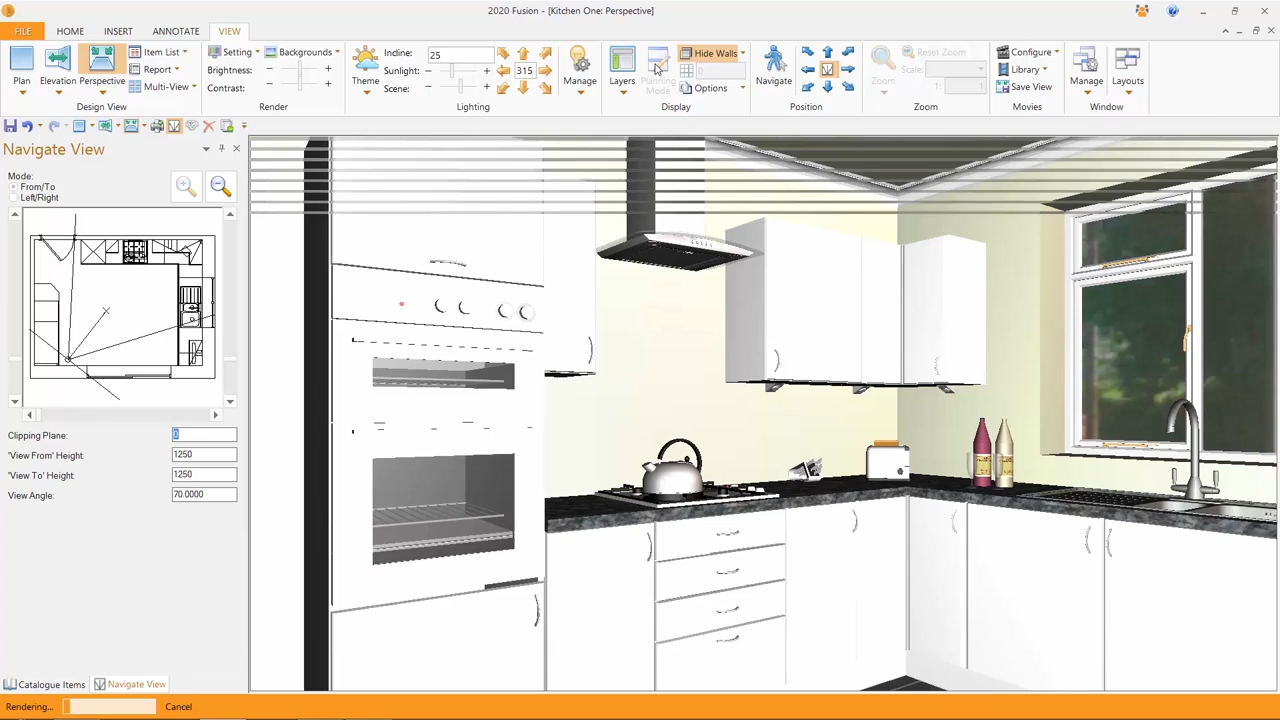 2020 Fusion - [Kitchen One: Perspective]
FILE HOME INSERT ANNOTATE VIEW
Plan Elevation Perspective Item List Report Multi-View
Design View
Setting Backgrounds
Brightness: - +
Contrast: - +
Render
Theme
Indine: 25
Sunlight: - + 315
Scene: - +
Manage
Lighting
Layers Planning Mode Hide Walls
0
Options
Display
Navigate
Position
Zoom Reset Zoom
Scale:
1:
Zoom
Configure
Library
Save View
Movies
Manage Layouts
Window
Navigate View
Mode:
From/To
Left/Right
Clipping Plane: 0
'View From' Height: 1250
'View To' Height: 1250
View Angle: 70.0000
Catalogue Items Navigate View
Rendering... Cancel